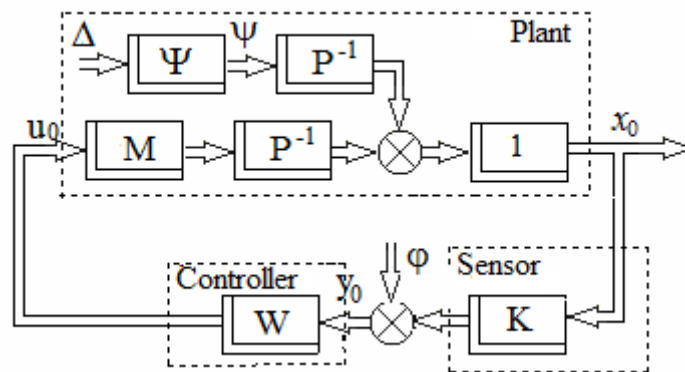 Δ Ψ ψ P⁻¹ Plant
u₀ M P⁻¹ 1 x₀
Controller y₀ φ Sensor
W K